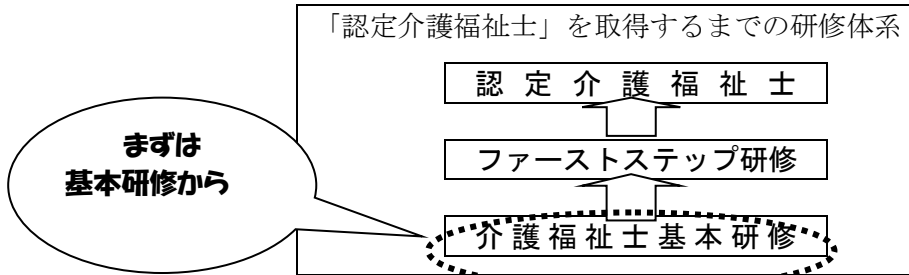 「認定介護福祉士」を取得するまでの研修体系
認定介護福祉士
まずは
基本研修から
ファーストステップ研修
介護福祉士基本研修